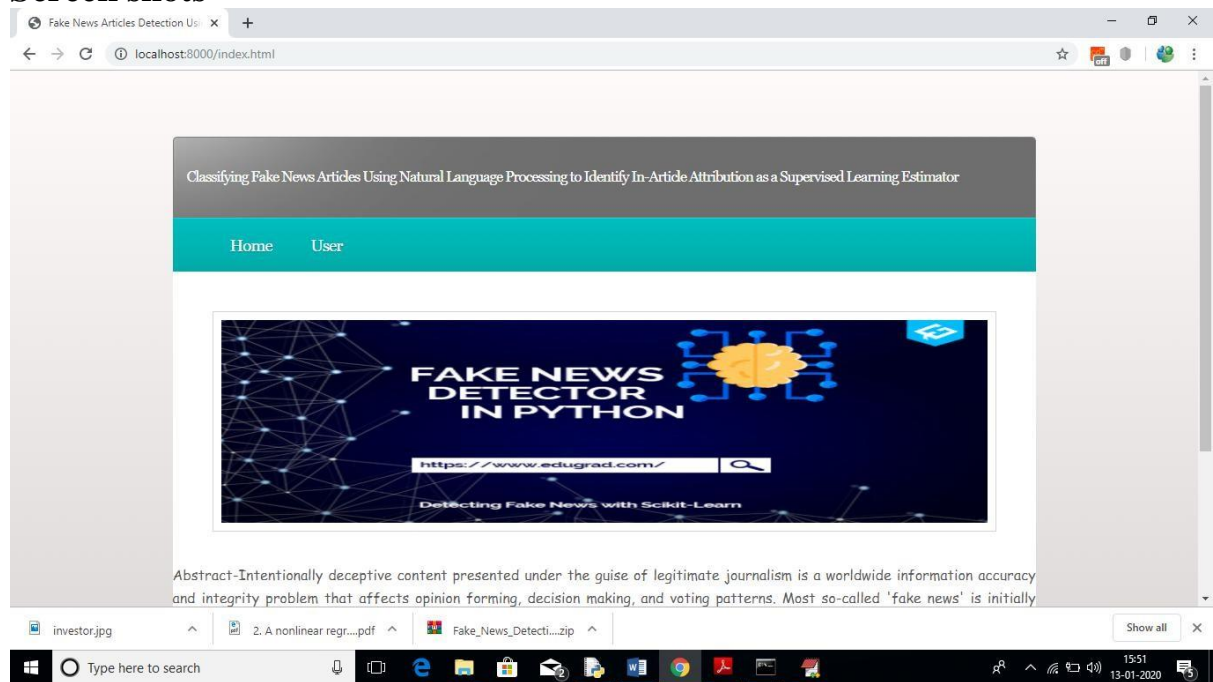 Screen shots
Fake News Articles Detection Usi
localhost:8000/index.html
off
Classifying Fake News Articles Using Natural Language Processing to Identify In-Article Attribution as a Supervised Learning Estimator
Home User
FAKE NEWS
DETECTOR
IN PYTHON
https://www.edugrad.com/
Detecting Fake News with Scikit-Learn
Abstract-Intentionally deceptive content presented under the guise of legitimate journalism is a worldwide information accuracy
and integrity problem that affects opinion forming, decision making, and voting patterns. Most so-called 'fake news' is initially
investor.jpg 2. A nonlinear regr....pdf Fake_News_Detecti....zip Show all
Type here to search 2 15:51
13-01-2020 5